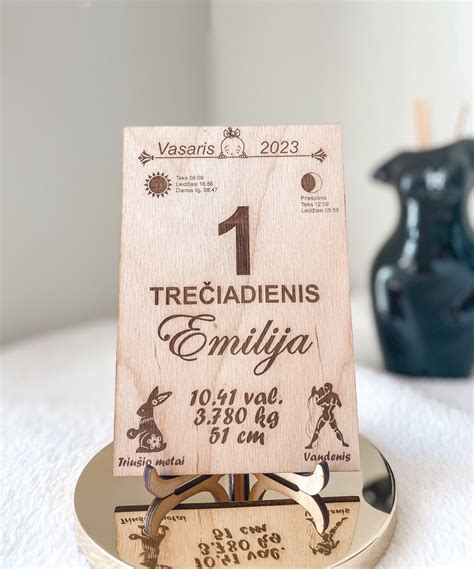 Vasaris 2023
Teka 08:09
Leidžiasi 16:56
Dienos ilg. 08:47
Priešpilnis
Teka 12:09
Leidžiasi 05:56
1
TREČIADIENIS
Emilija
10.41 val.
3.780 kg
51 cm
Triušio metai
Vandenis